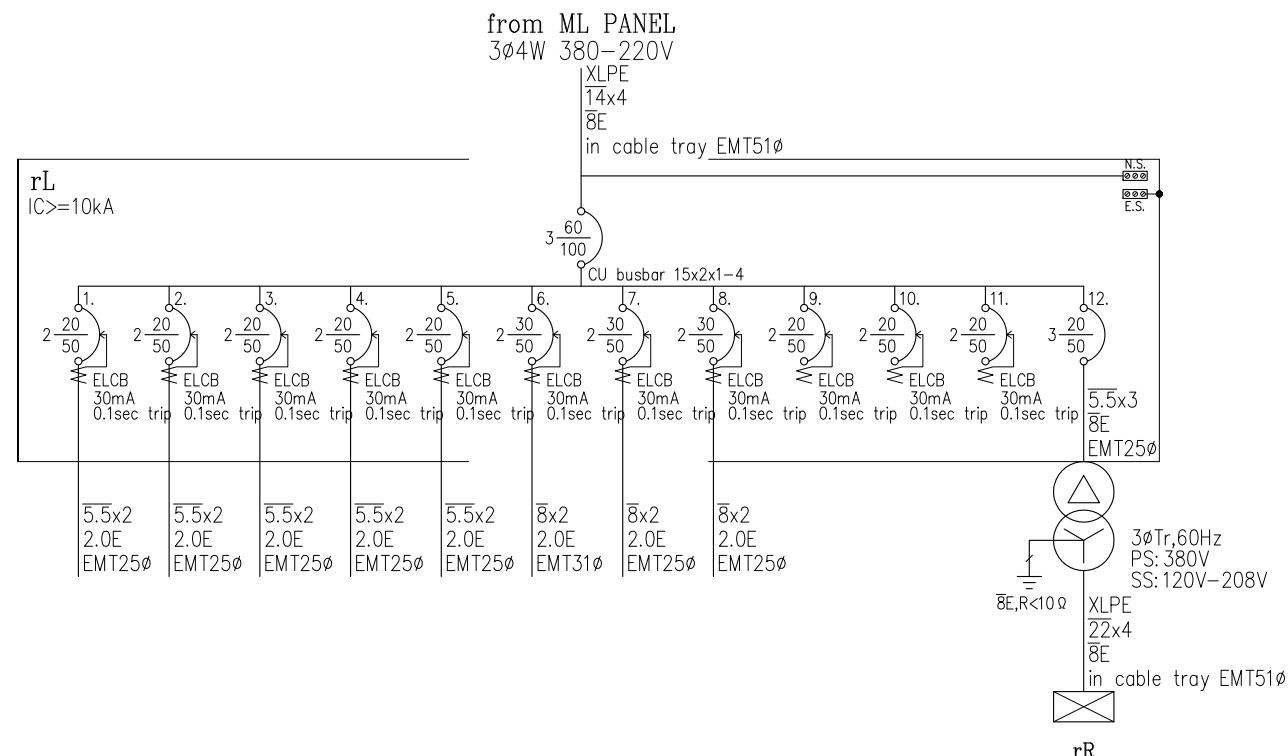 from ML PANEL
3ø4W 380-220V
XLPE
14x4
8E
in cable tray EMT51ø
rL
IC>=10kA
N.S.
E.S.
3 60/100
CU busbar 15x2x1-4
1. 2. 3. 4. 5. 6. 7. 8. 9. 10. 11. 12.
2 20/50 2 20/50 2 20/50 2 20/50 2 20/50 2 30/50 2 30/50 2 30/50 2 20/50 2 20/50 2 20/50 3 20/50
ELCB ELCB ELCB ELCB ELCB ELCB ELCB ELCB ELCB ELCB ELCB
30mA 30mA 30mA 30mA 30mA 30mA 30mA 30mA 30mA 30mA 30mA
0.1sec trip 0.1sec trip 0.1sec trip 0.1sec trip 0.1sec trip 0.1sec trip 0.1sec trip 0.1sec trip 0.1sec trip 0.1sec trip 0.1sec trip
5.5x3
8E
EMT25ø
5.5x2 5.5x2 5.5x2 5.5x2 5.5x2 8x2 8x2 8x2
2.0E 2.0E 2.0E 2.0E 2.0E 2.0E 2.0E 2.0E
EMT25ø EMT25ø EMT25ø EMT25ø EMT25ø EMT31ø EMT25ø EMT25ø
3øTr,60Hz
PS: 380V
SS: 120V-208V
8E,R<10Ω
XLPE
22x4
8E
in cable tray EMT51ø
rR